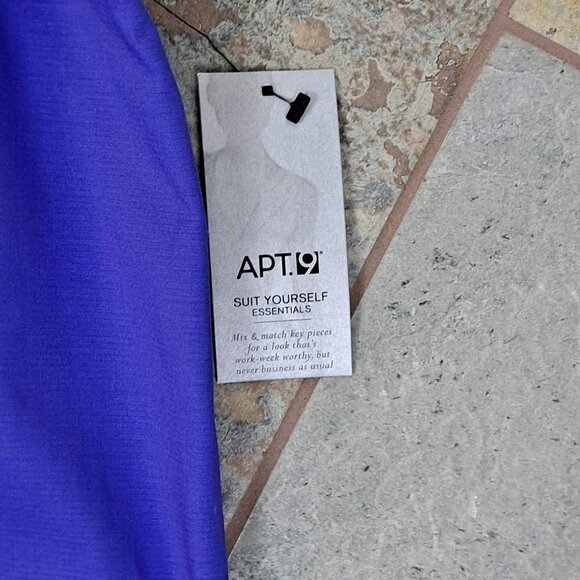 APT.9
SUIT YOURSELF
ESSENTIALS
Mix & match key pieces
for a look that's
work-week worthy, but
never business as usual